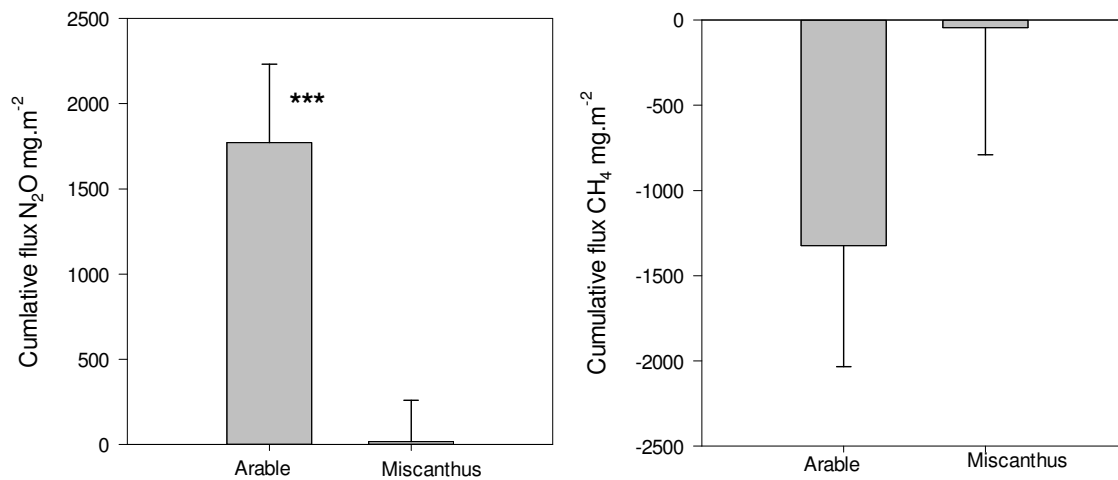 Cumlative flux N₂O mg.m⁻²
2500
2000
1500
1000
500
0
***
Arable
Miscanthus
Cumulative flux CH₄ mg.m⁻²
0
-500
-1000
-1500
-2000
-2500
Arable
Miscanthus